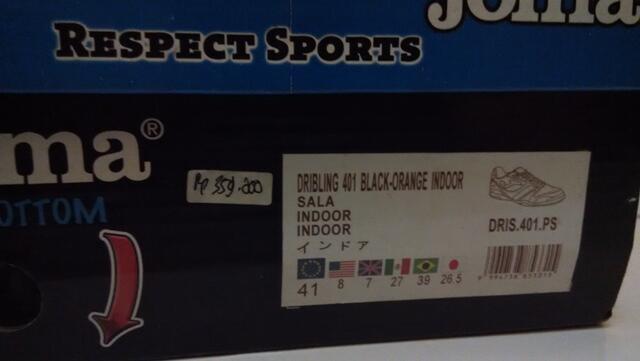 Joma
RESPECT SPORTS
ma®
OTTOM
Rp 359.200
DRIBLING 401 BLACK-ORANGE INDOOR
SALA
INDOOR
INDOOR
インドア
DRIS.401.PS
41 8 7 27 39 26.5